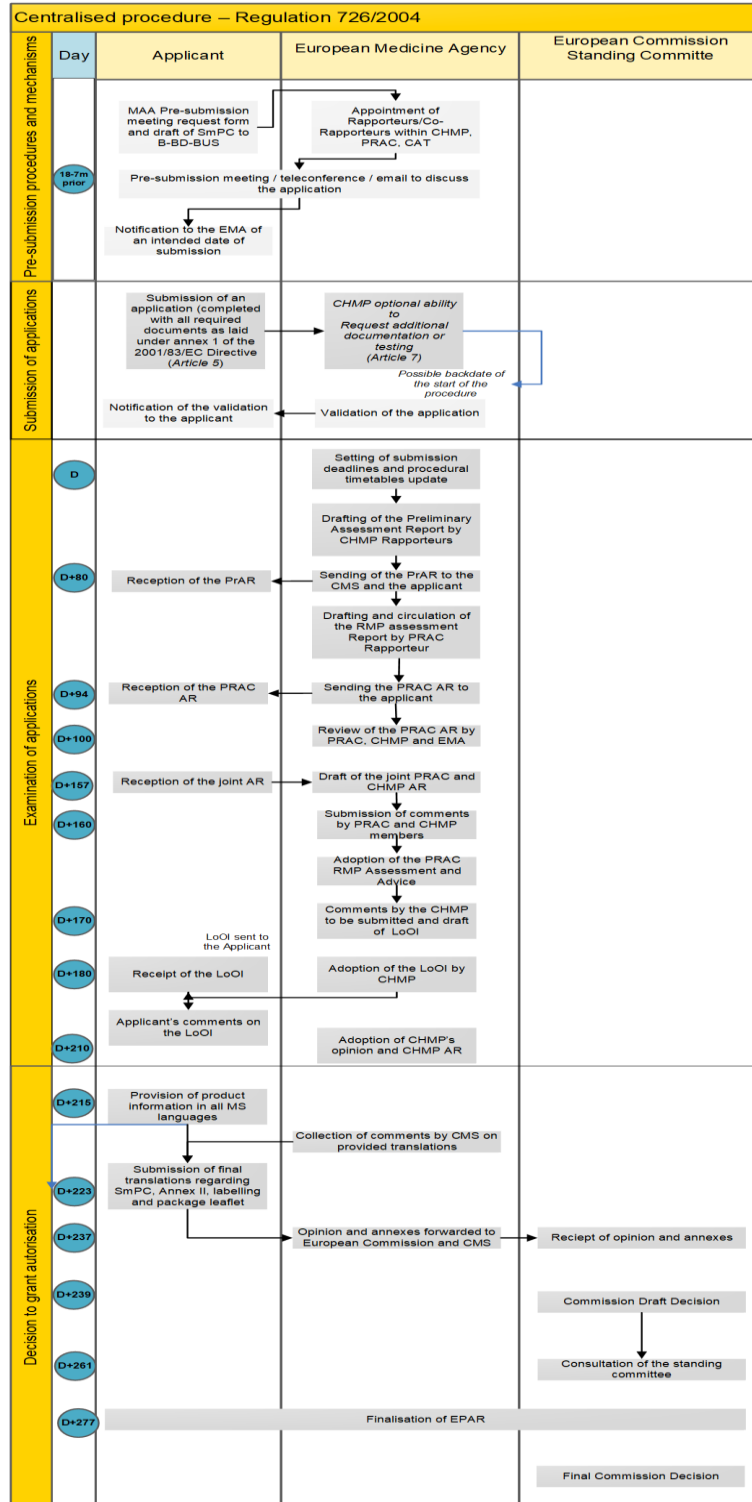 Centralised procedure – Regulation 726/2004
Pre-submission procedures and mechanisms
Day
Applicant
European Medicine Agency
European Commission
Standing Committe
MAA Pre-submission
meeting request form
and draft of SmPC to
B-BD-BUS
Appointment of
Rapporteurs/Co-
Rapporteurs within CHMP,
PRAC, CAT
18-7m
prior
Pre-submission meeting / teleconference / email to discuss
the application
Notification to the EMA of
an intended date of
submission
Submission of applications
Submission of an
application (completed
with all required
documents as laid
under annex 1 of the
2001/83/EC Directive
(Article 5)
CHMP optional ability
to
Request additional
documentation or
testing
(Article 7)
Possible backdate
of the start of the
procedure
Notification of the validation
to the applicant
Validation of the application
Examination of applications
D
Setting of submission
deadlines and procedural
timetables update
Drafting of the Preliminary
Assessment Report by
CHMP Rapporteurs
D+80
Reception of the PrAR
Sending of the PrAR to the
CMS and the applicant
Drafting and circulation of
the RMP assessment
Report by PRAC
Rapporteur
D+94
Reception of the PRAC
AR
Sending the PRAC AR to
the applicant
D+100
Review of the PRAC AR by
PRAC, CHMP and EMA
D+157
Reception of the joint AR
Draft of the joint PRAC and
CHMP AR
D+160
Submission of comments
by PRAC and CHMP
members
Adoption of the PRAC
RMP Assessment and
Advice
D+170
Comments by the CHMP
to be submitted and draft
of LoOI
LoOI sent to
the Applicant
D+180
Receipt of the LoOI
Adoption of the LoOI by
CHMP
Applicant's comments on
the LoOI
D+210
Adoption of CHMP's
opinion and CHMP AR
Decision to grant autorisation
D+215
Provision of product
information in all MS
languages
Collection of comments by CMS on
provided translations
D+223
Submission of final
translations regarding
SmPC, Annex II, labelling
and package leaflet
D+237
Opinion and annexes forwarded to
European Commission and CMS
Reciept of opinion and annexes
D+239
Commission Draft Decision
D+261
Consultation of the standing
committee
D+277
Finalisation of EPAR
Final Commission Decision